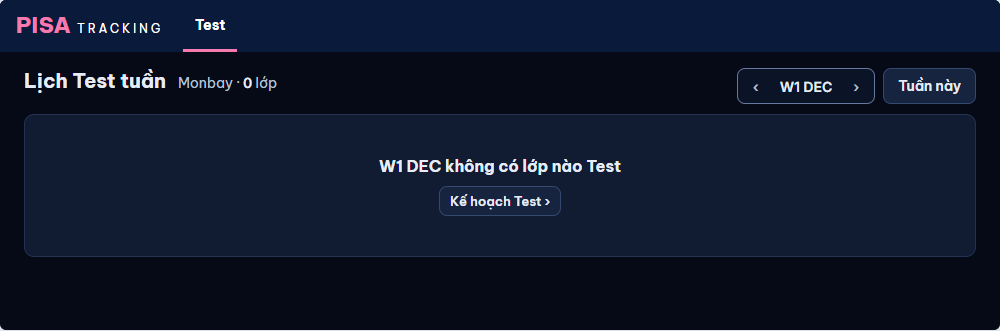 PISA TRACKING Test
Lịch Test tuần Monbay · 0 lớp ‹ W1 DEC › Tuần này
W1 DEC không có lớp nào Test
Kế hoạch Test ›